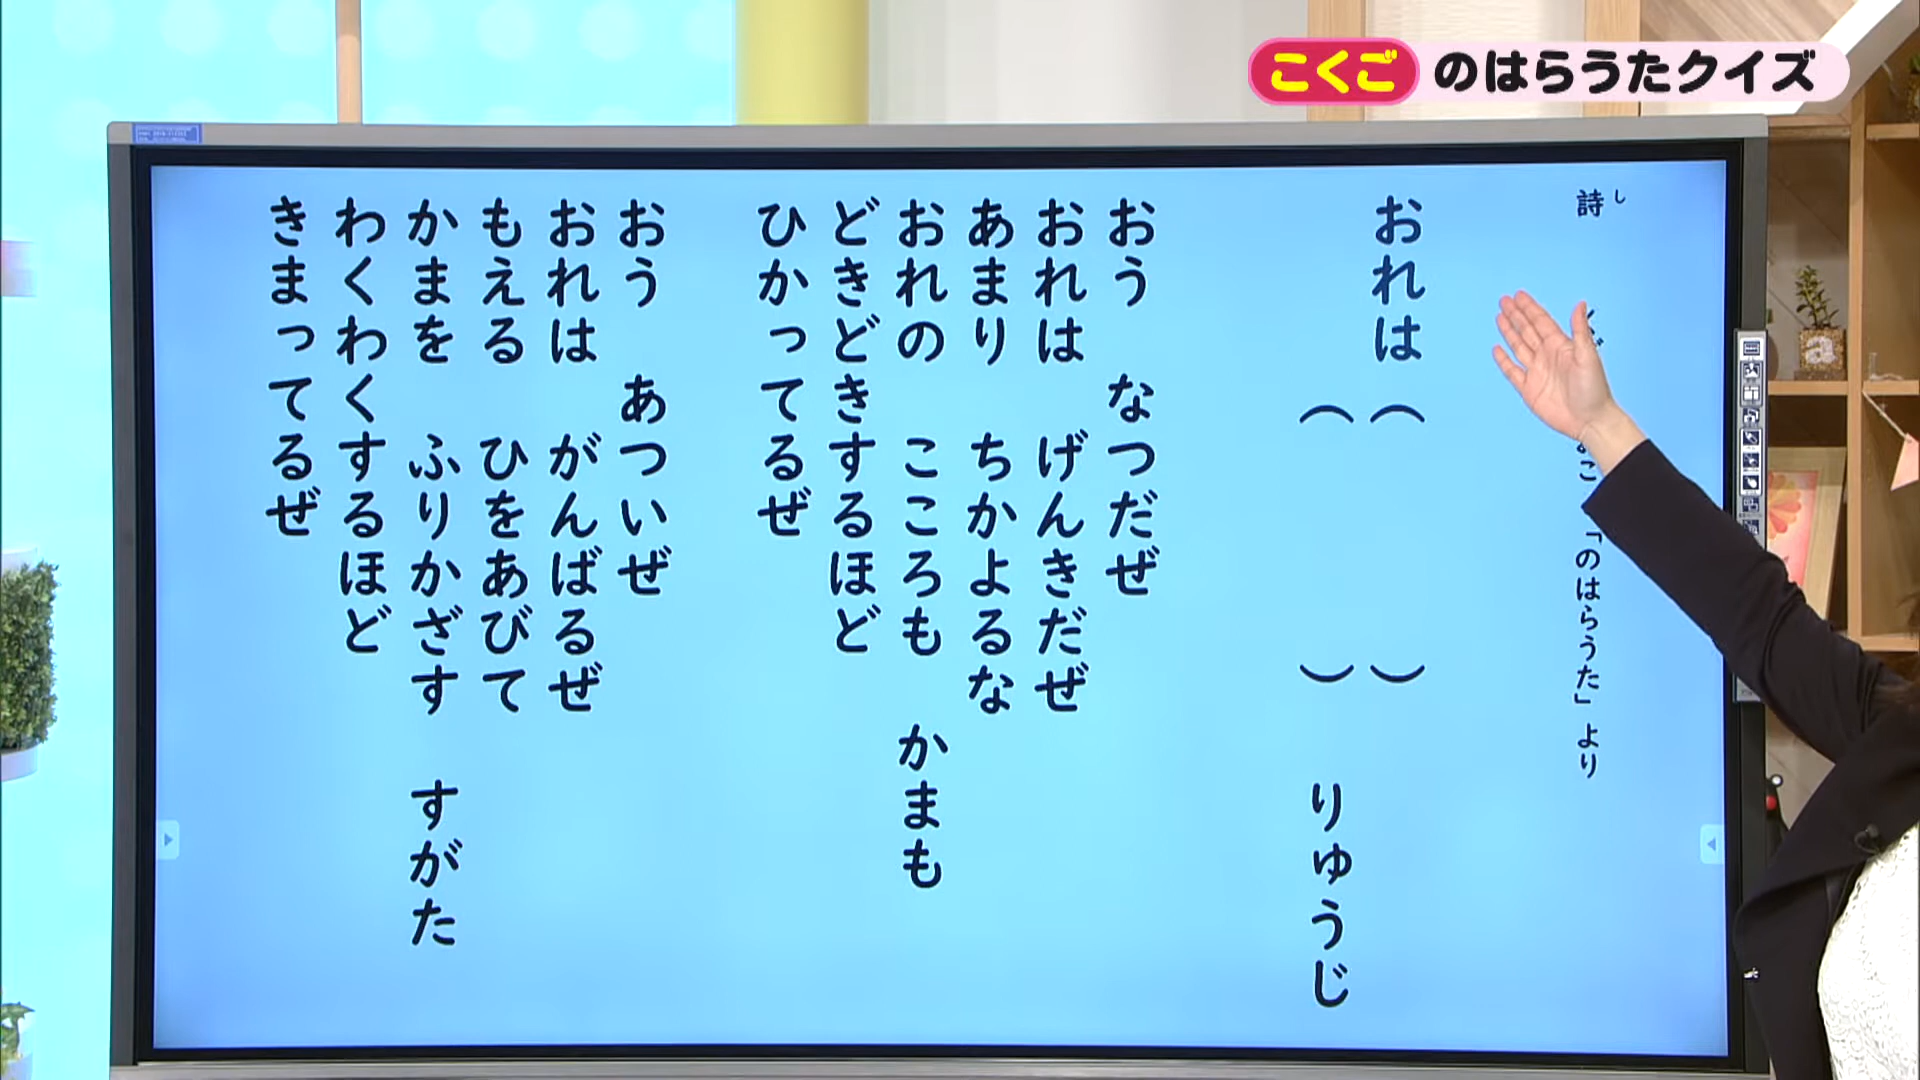 こくご のはらうたクイズ
詩
し
「のはらうた」より
おれは（　　）
（　　）りゅうじ
おう　なつだぜ
おれは　げんきだぜ
あまり　ちかよるな
おれの　こころも　かまも
どきどきするほど
ひかってるぜ
おう　あついぜ
おれは　がんばるぜ
もえる　ひをあびて
かまを　ふりかざす　すがた
わくわくするほど
きまってるぜ
a